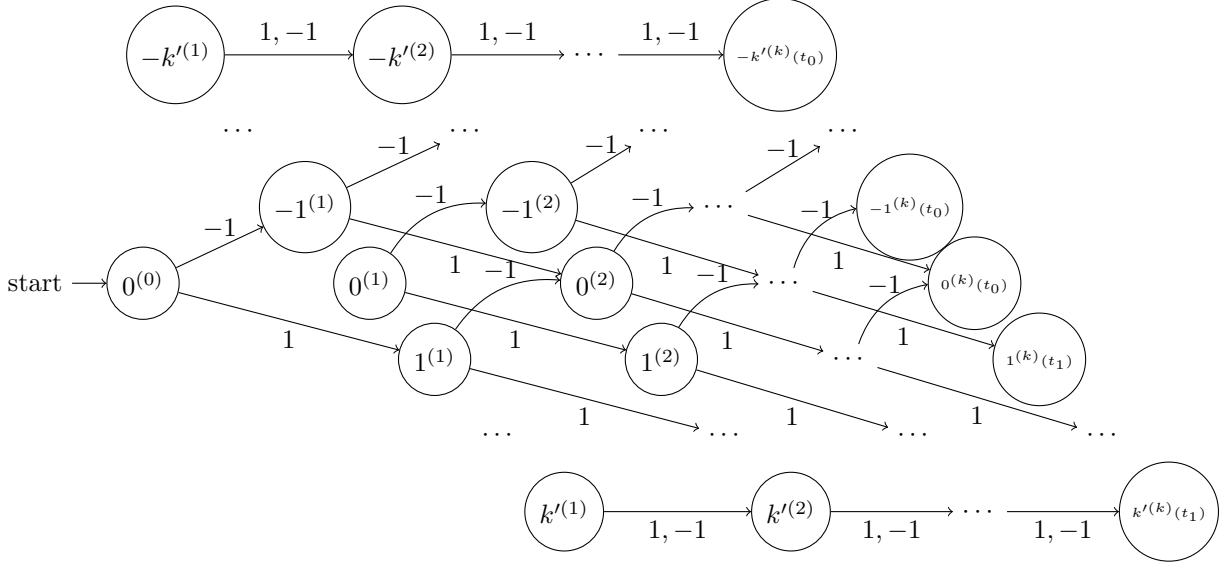 1, −1 1, −1 1, −1
−k′⁽¹⁾ −k′⁽²⁾ ⋯ −k′⁽ᵏ⁾(t₀)
⋯ ⋯ ⋯ ⋯
−1 −1 −1
−1⁽¹⁾ −1 −1⁽²⁾ −1 ⋯ −1 −1⁽ᵏ⁾(t₀)
−1
1 −1 1 −1 1 −1
start 0⁽⁰⁾ 0⁽¹⁾ 0⁽²⁾ ⋯ 0⁽ᵏ⁾(t₀)
1 1 1 1
1⁽¹⁾ 1⁽²⁾ ⋯ 1⁽ᵏ⁾(t₁)
1 1 1
⋯ ⋯ ⋯ ⋯
k′⁽¹⁾ k′⁽²⁾ ⋯ k′⁽ᵏ⁾(t₁)
1, −1 1, −1 1, −1